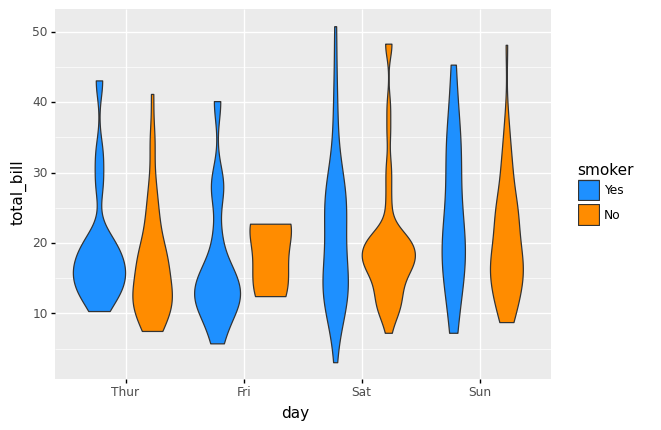 50
40
30
20
10
total_bill
Thur Fri Sat Sun
day
smoker
Yes
No